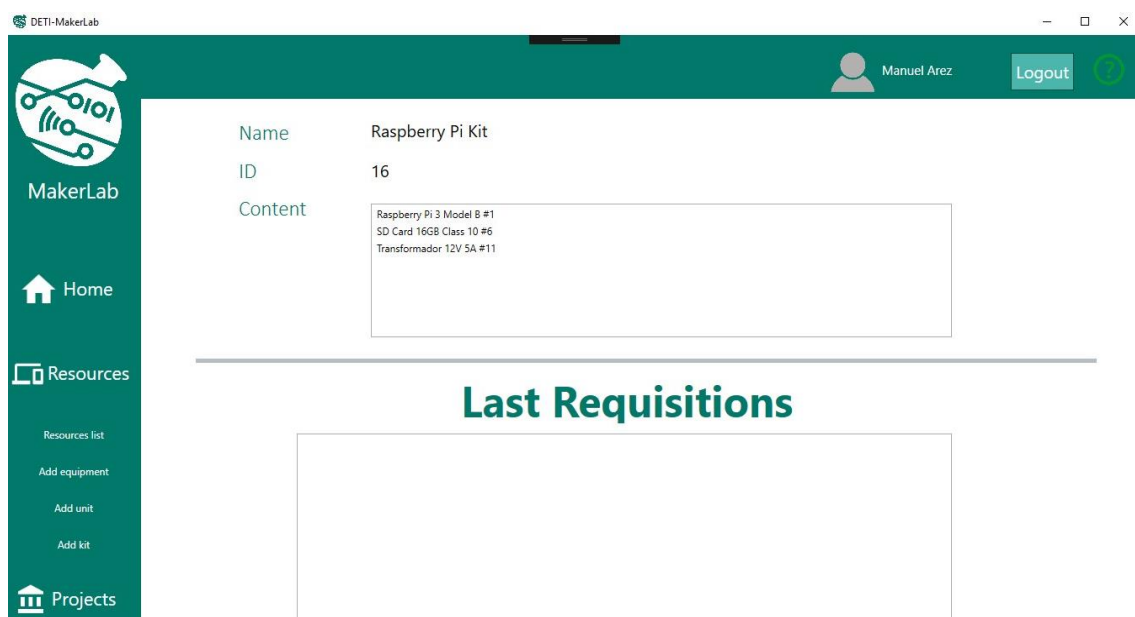 DETI-MakerLab
Manuel Arez
Logout
MakerLab
Home
Resources
Resources list
Add equipment
Add unit
Add kit
Projects
Name
Raspberry Pi Kit
ID
16
Content
Raspberry Pi 3 Model B #1
SD Card 16GB Class 10 #6
Transformador 12V 5A #11
Last Requisitions